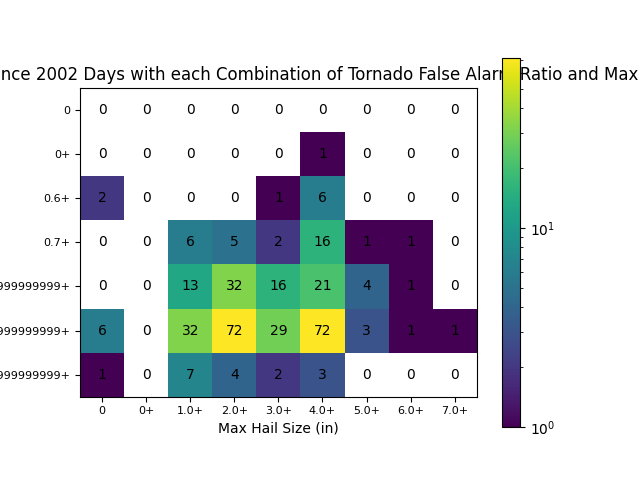 nce 2002 Days with each Combination of Tornado False Alarm Ratio and Max
0 0 0 0 0 0 0 0 0 0
0+ 0 0 0 0 0 1 0 0 0
0.6+ 2 0 0 0 1 6 0 0 0
0.7+ 0 0 6 5 2 16 1 1 0
999999999+ 0 0 13 32 16 21 4 1 0
999999999+ 6 0 32 72 29 72 3 1 1
999999999+ 1 0 7 4 2 3 0 0 0
0 0+ 1.0+ 2.0+ 3.0+ 4.0+ 5.0+ 6.0+ 7.0+
Max Hail Size (in)
10¹
10⁰